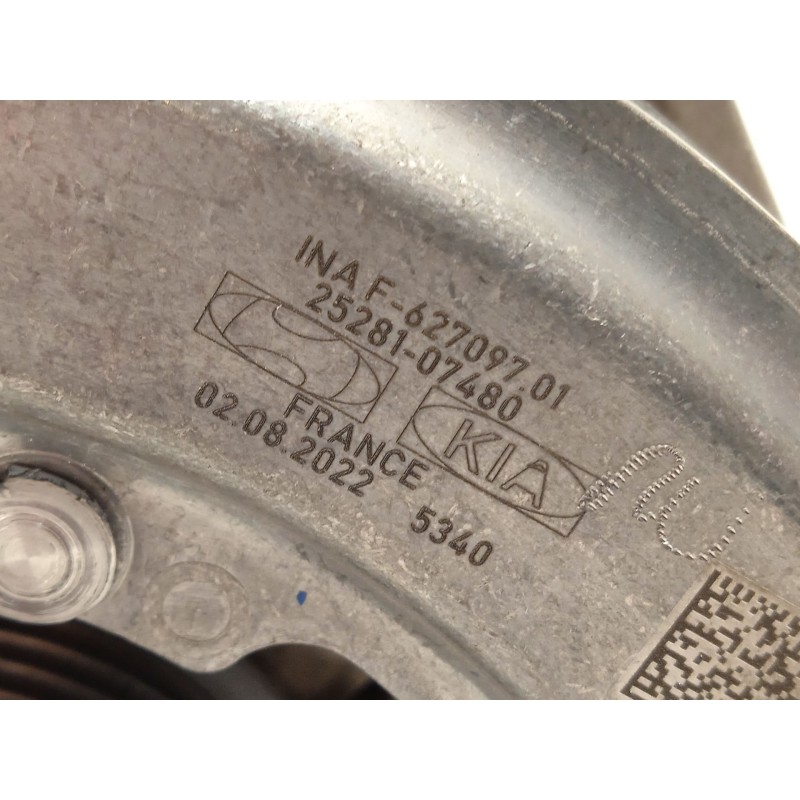 INA F-627097.01
25281-07480
KIA
FRANCE
02.08.2022 5340